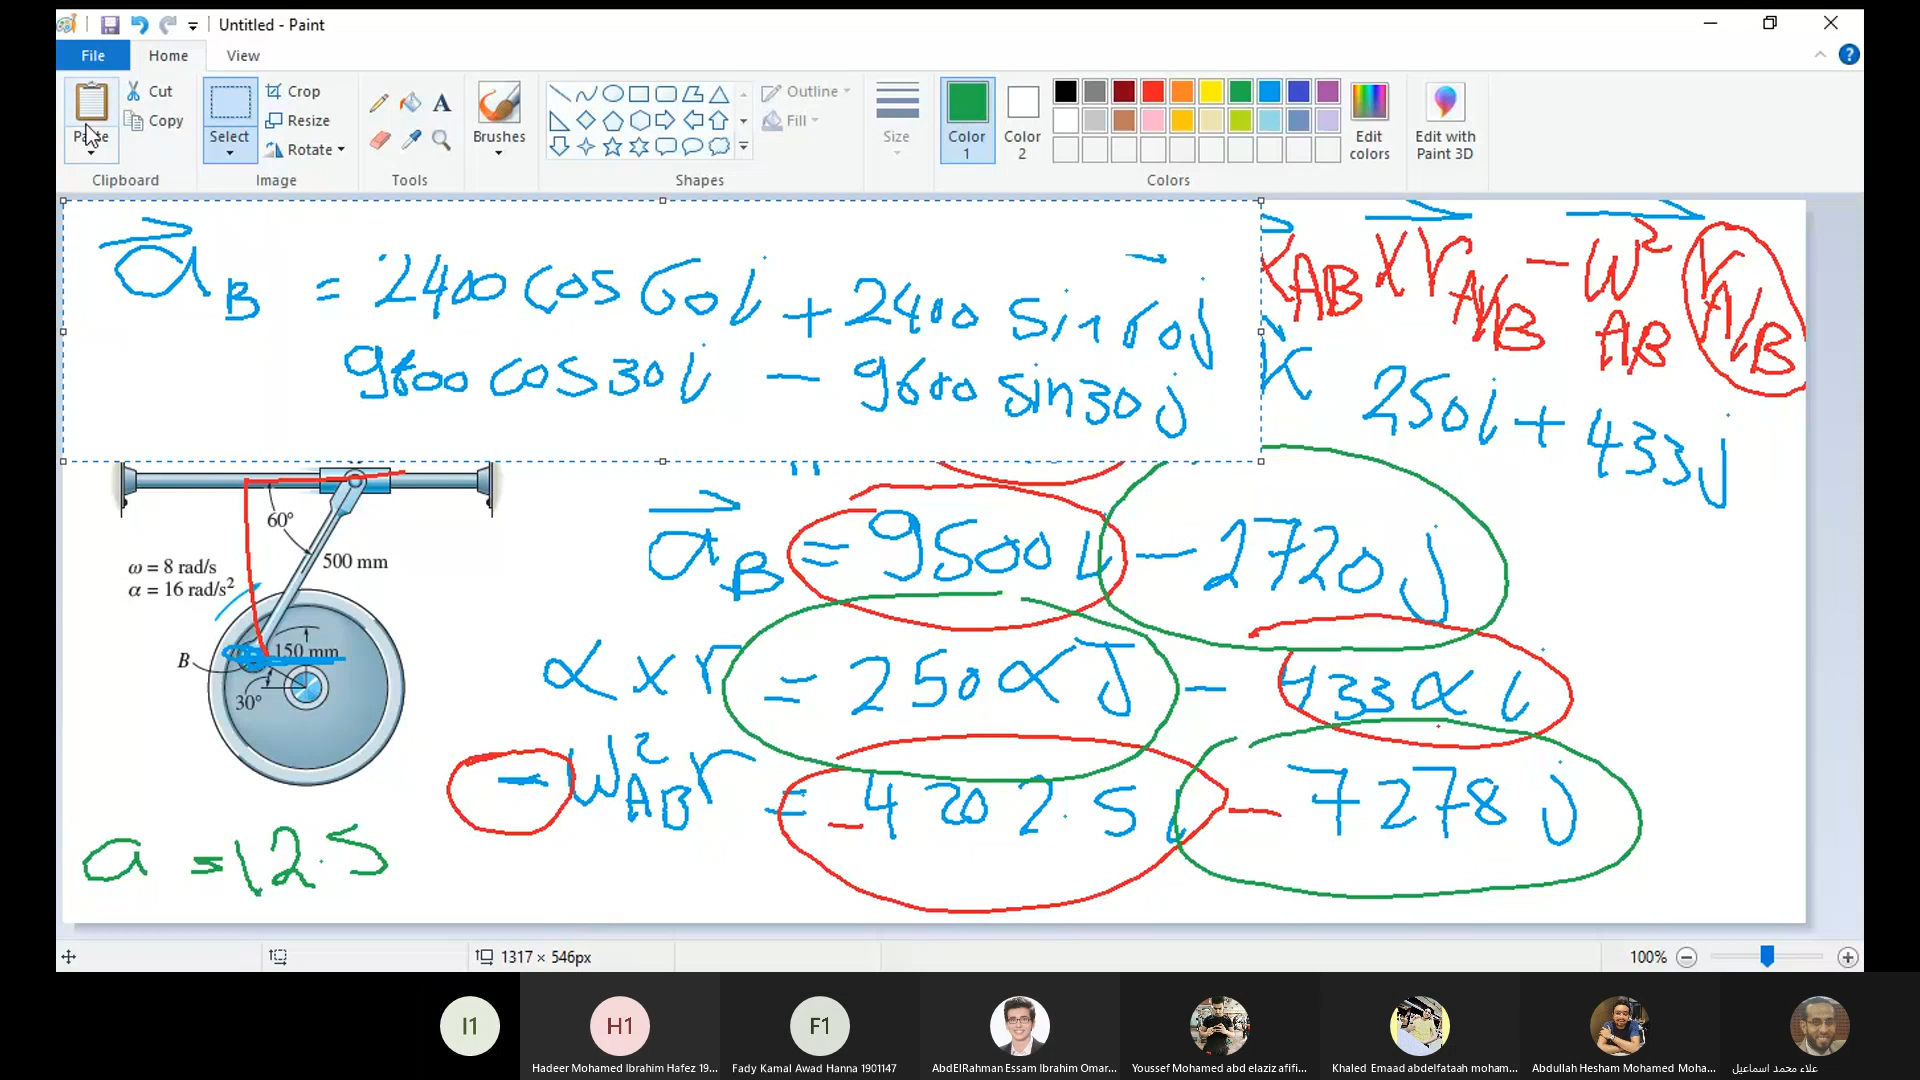 Untitled - Paint
File Home View
Paste
Cut
Copy
Clipboard
Select
Crop
Resize
Rotate
Image
Tools
Brushes
Outline
Fill
Shapes
Size
Color 1
Color 2
Edit colors
Edit with Paint 3D
Colors
a B = 2400 cos 60 i + 2400 sin 60 j
9600 cos 30 i - 9600 sin 30 j
AB X r A/B - w² AB r A/B
K 250 i + 433 j
60°
500 mm
ω = 8 rad/s
α = 16 rad/s²
B
150 mm
30°
a B = 9500 i - 2720 j
α x r = 250 α J - 433 α i
- w² AB r = - 4202.5 i - 7278 j
a = 12.5
1317 × 546px
100%
I1
H1
F1
Hadeer Mohamed Ibrahim Hafez 19...
Fady Kamal Awad Hanna 1901147
AbdElRahman Essam Ibrahim Omar...
Youssef Mohamed abd elaziz afifi...
Khaled Emaad abdelfataah moham...
Abdullah Hesham Mohamed Moha...
علاء محمد اسماعيل